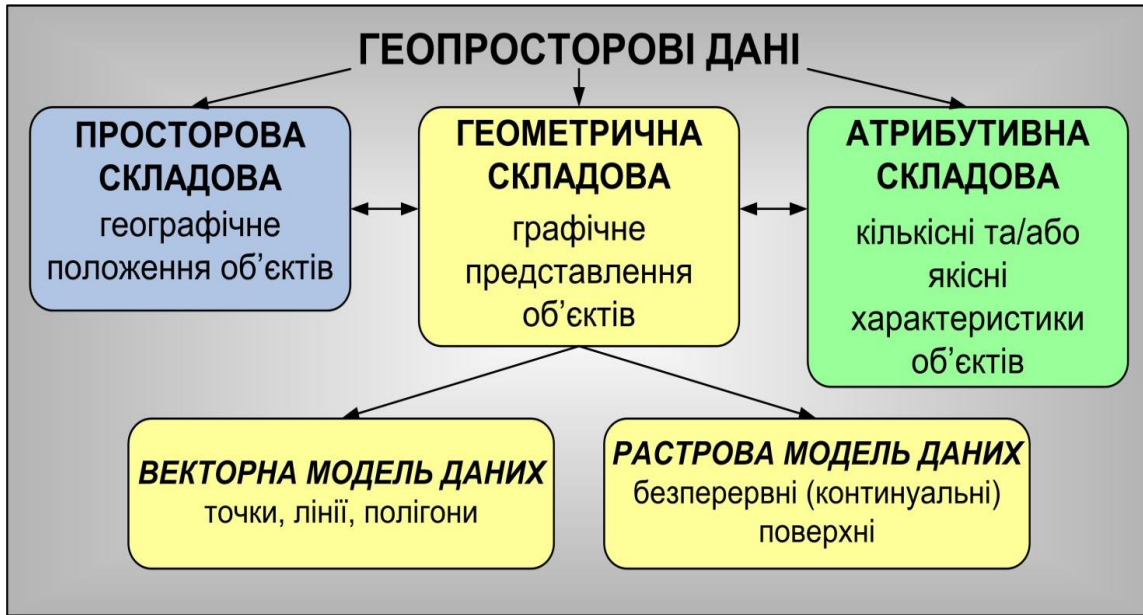 ГЕОПРОСТОРОВІ ДАНІ
ПРОСТОРОВА
СКЛАДОВА
географічне
положення об’єктів
ГЕОМЕТРИЧНА
СКЛАДОВА
графічне
представлення
об’єктів
АТРИБУТИВНА
СКЛАДОВА
кількісні та/або
якісні
характеристики
об’єктів
ВЕКТОРНА МОДЕЛЬ ДАНИХ
точки, лінії, полігони
РАСТРОВА МОДЕЛЬ ДАНИХ
безперервні (континуальні)
поверхні